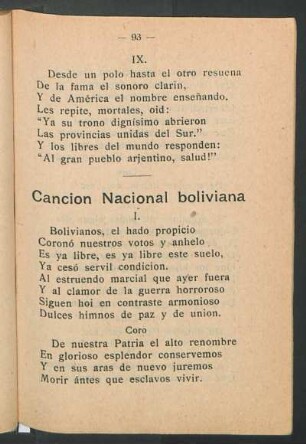 — 93 —
IX.
Desde un polo hasta el otro resuena
De la fama el sonoro clarin,
Y de América el nombre enseñando.
Les repite, mortales, oid:
“Ya su trono dignísimo abrieron
Las provincias unidas del Sur.”
Y los libres del mundo responden:
“Al gran pueblo arjentino, salud!”
Cancion Nacional boliviana
I.
Bolivianos, el hado propicio
Coronó nuestros votos y anhelo
Es ya libre, es ya libre este suelo,
Ya cesó servil condicion.
Al estruendo marcial que ayer fuera
Y al clamor de la guerra horroroso
Siguen hoi en contraste armonioso
Dulces himnos de paz y de union.
Coro
De nuestra Patria el alto renombre
En glorioso esplendor conservemos
Y en sus aras de nuevo juremos
Morir ántes que esclavos vivir.